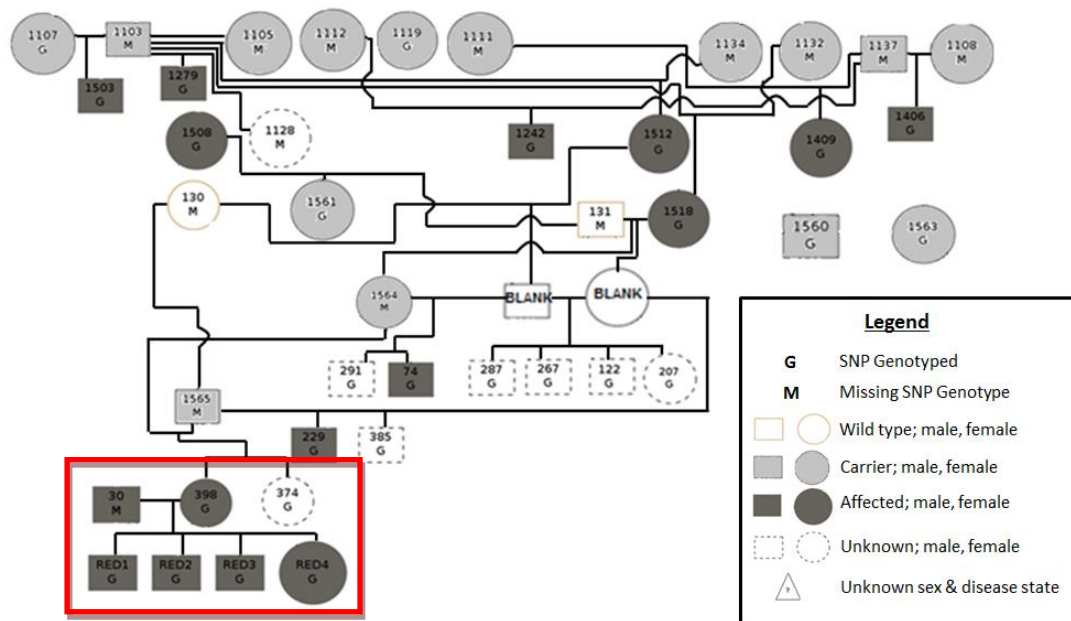 1107 G
1103 M
1105 M
1112 M
1119 G
1111 M
1134 M
1132 M
1137 M
1108 M
1503 G
1279 G
1508 G
1128 M
1242 G
1512 G
1409 G
1406 G
130 M
1561 G
131 M
1518 G
1560 G
1563 G
1564 M
BLANK
BLANK
291 G
74 G
287 G
267 G
122 G
207 G
1565 M
229 G
385 G
30 M
398 G
374 G
RED1 G
RED2 G
RED3 G
RED4 G
Legend
G SNP Genotyped
M Missing SNP Genotype
Wild type; male, female
Carrier; male, female
Affected; male, female
Unknown; male, female
? Unknown sex & disease state